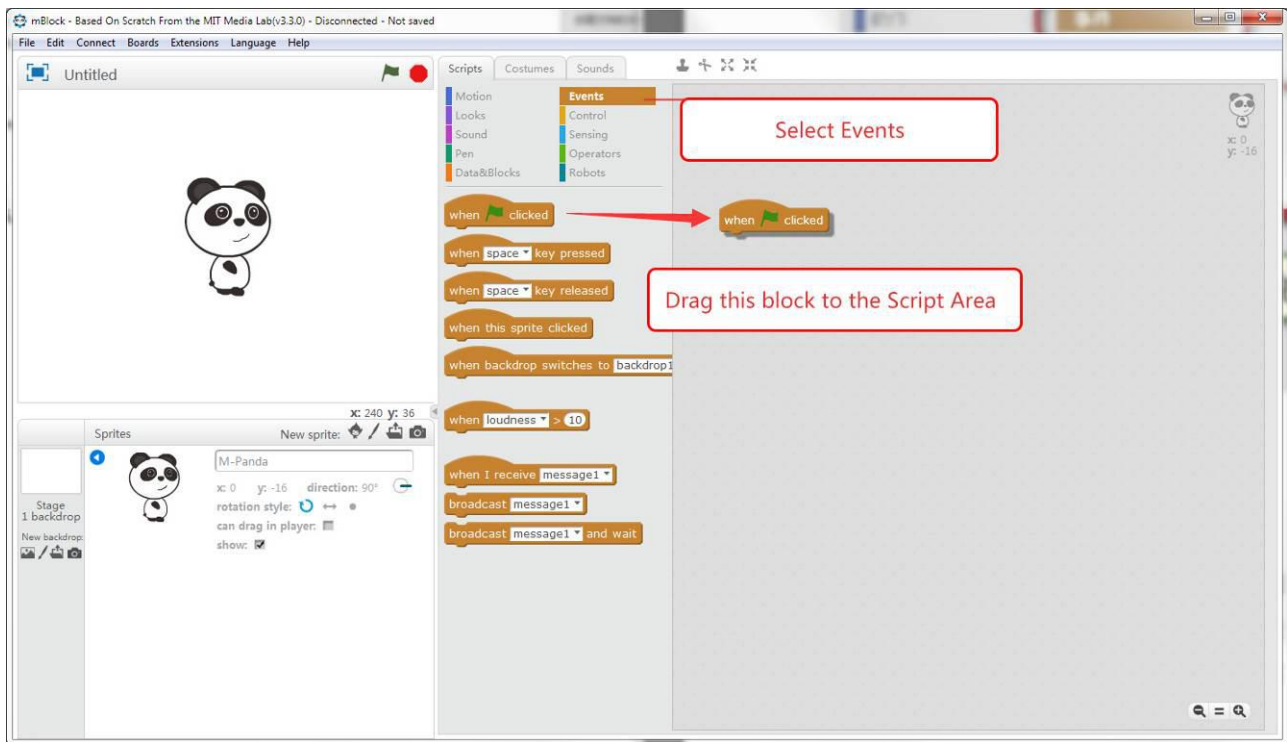 mBlock - Based On Scratch From the MIT Media Lab(v3.3.0) - Disconnected - Not saved
File Edit Connect Boards Extensions Language Help
Untitled
Scripts Costumes Sounds
Motion Events
Looks Control
Sound Sensing
Pen Operators
Data&Blocks Robots
Select Events
x: 0
y: -16
when clicked
when clicked
when space key pressed
when space key released
Drag this block to the Script Area
when this sprite clicked
when backdrop switches to backdrop1
when loudness > 10
when I receive message1
broadcast message1
broadcast message1 and wait
x: 240 y: 36
Sprites New sprite:
M-Panda
x: 0 y: -16 direction: 90°
rotation style:
can drag in player:
show:
Stage
1 backdrop
New backdrop: